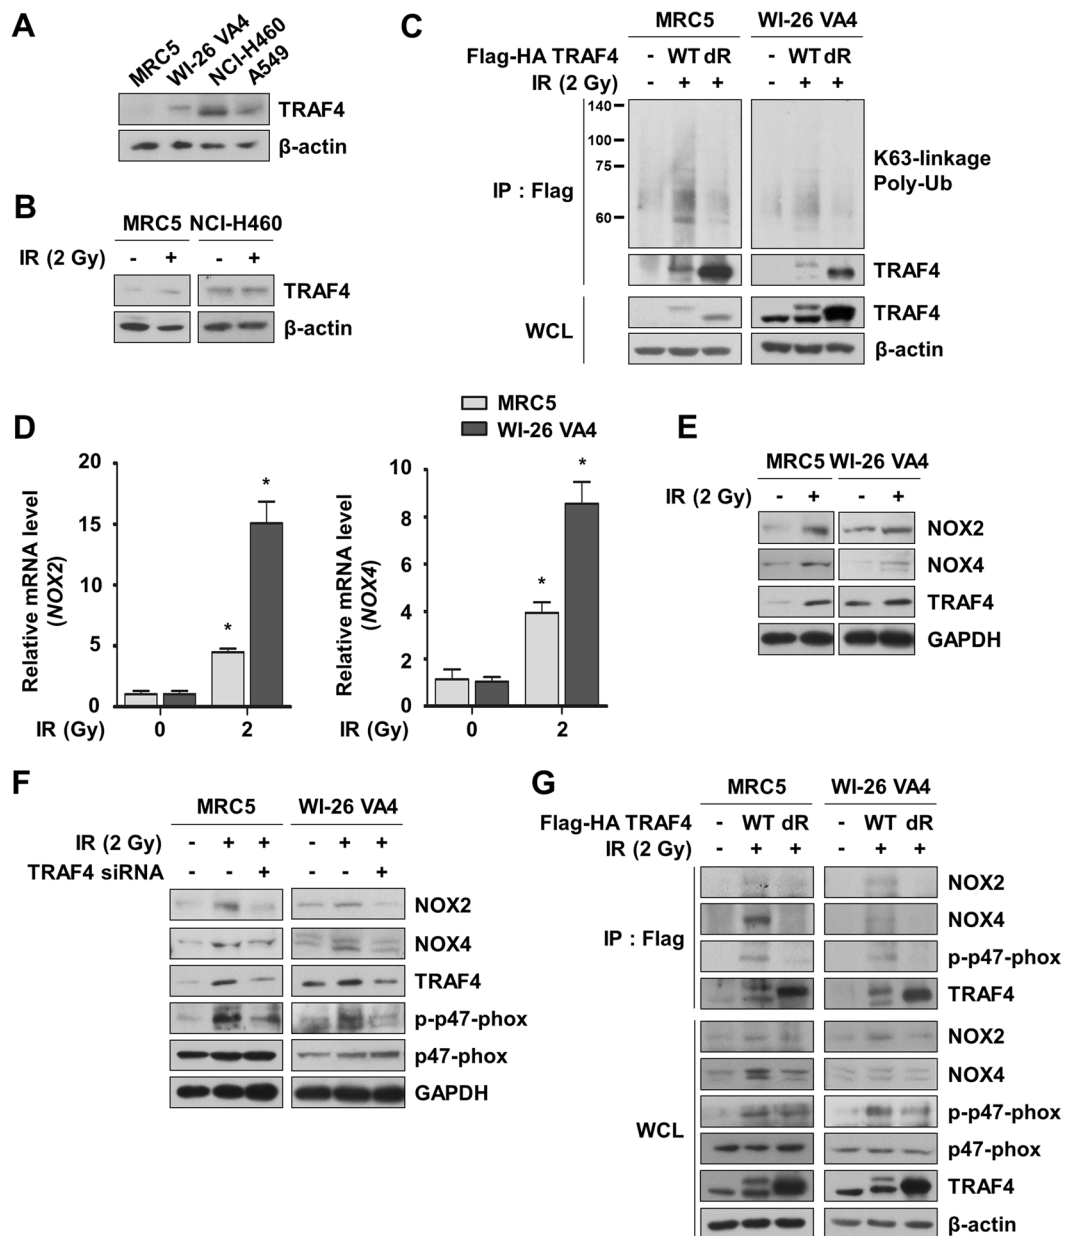 A
MRC5
WI-26 VA4
NCI-H460
A549
TRAF4
β-actin
B
MRC5 NCI-H460
IR (2 Gy) - + - +
TRAF4
β-actin
C
MRC5 WI-26 VA4
Flag-HA TRAF4 - WT dR - WT dR
IR (2 Gy) - + + - + +
140
100
75
60
IP : Flag
K63-linkage
Poly-Ub
TRAF4
WCL
TRAF4
β-actin
D
MRC5
WI-26 VA4
Relative mRNA level
(NOX2)
20
15
10
5
0
* *
IR (Gy) 0 2
Relative mRNA level
(NOX4)
10
8
6
4
2
0
* *
IR (Gy) 0 2
E
MRC5 WI-26 VA4
IR (2 Gy) - + - +
NOX2
NOX4
TRAF4
GAPDH
F
MRC5 WI-26 VA4
IR (2 Gy) - + + - + +
TRAF4 siRNA - - + - - +
NOX2
NOX4
TRAF4
p-p47-phox
p47-phox
GAPDH
G
MRC5 WI-26 VA4
Flag-HA TRAF4 - WT dR - WT dR
IR (2 Gy) - + + - + +
IP : Flag
NOX2
NOX4
p-p47-phox
TRAF4
WCL
NOX2
NOX4
p-p47-phox
p47-phox
TRAF4
β-actin